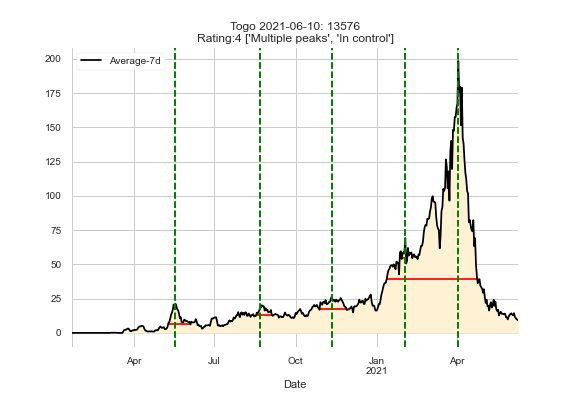 Togo 2021-06-10: 13576
Rating:4 ['Multiple peaks', 'In control']
Average-7d
200
175
150
125
100
75
50
25
0
Apr
Jul
Oct
Jan
2021
Apr
Date